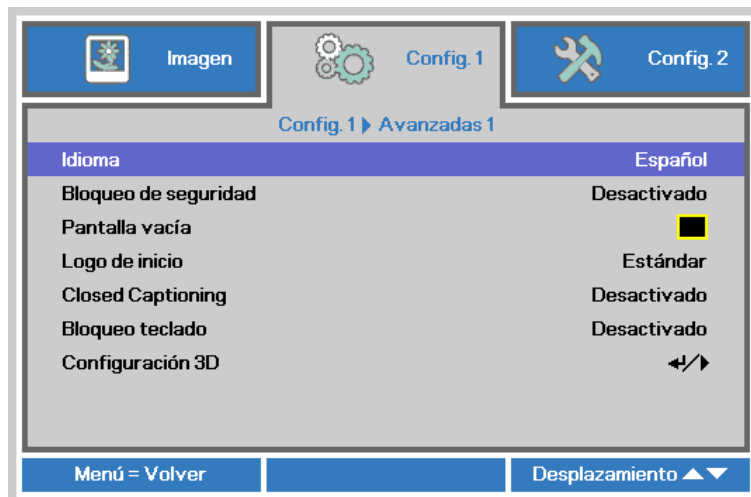 Imagen
Config. 1
Config. 2
Config. 1 Avanzadas 1
Idioma Español
Bloqueo de seguridad Desactivado
Pantalla vacía
Logo de inicio Estándar
Closed Captioning Desactivado
Bloqueo teclado Desactivado
Configuración 3D
Menú = Volver
Desplazamiento